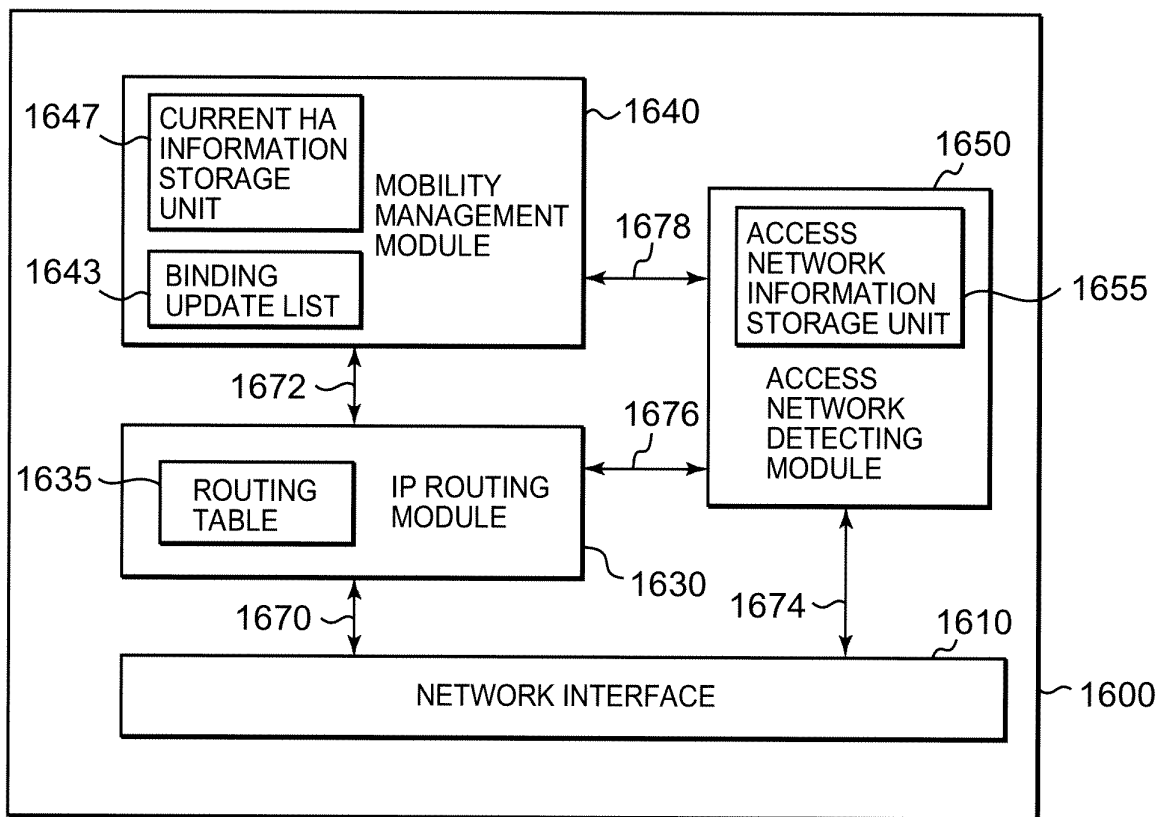 1647
CURRENT HA
INFORMATION
STORAGE
UNIT
1640
MOBILITY
MANAGEMENT
MODULE
1643
BINDING
UPDATE LIST
1650
1678
ACCESS
NETWORK
INFORMATION
STORAGE UNIT
1655
ACCESS
NETWORK
DETECTING
MODULE
1672
1676
1635
ROUTING
TABLE
IP ROUTING
MODULE
1630
1670
1674
1610
NETWORK INTERFACE
1600